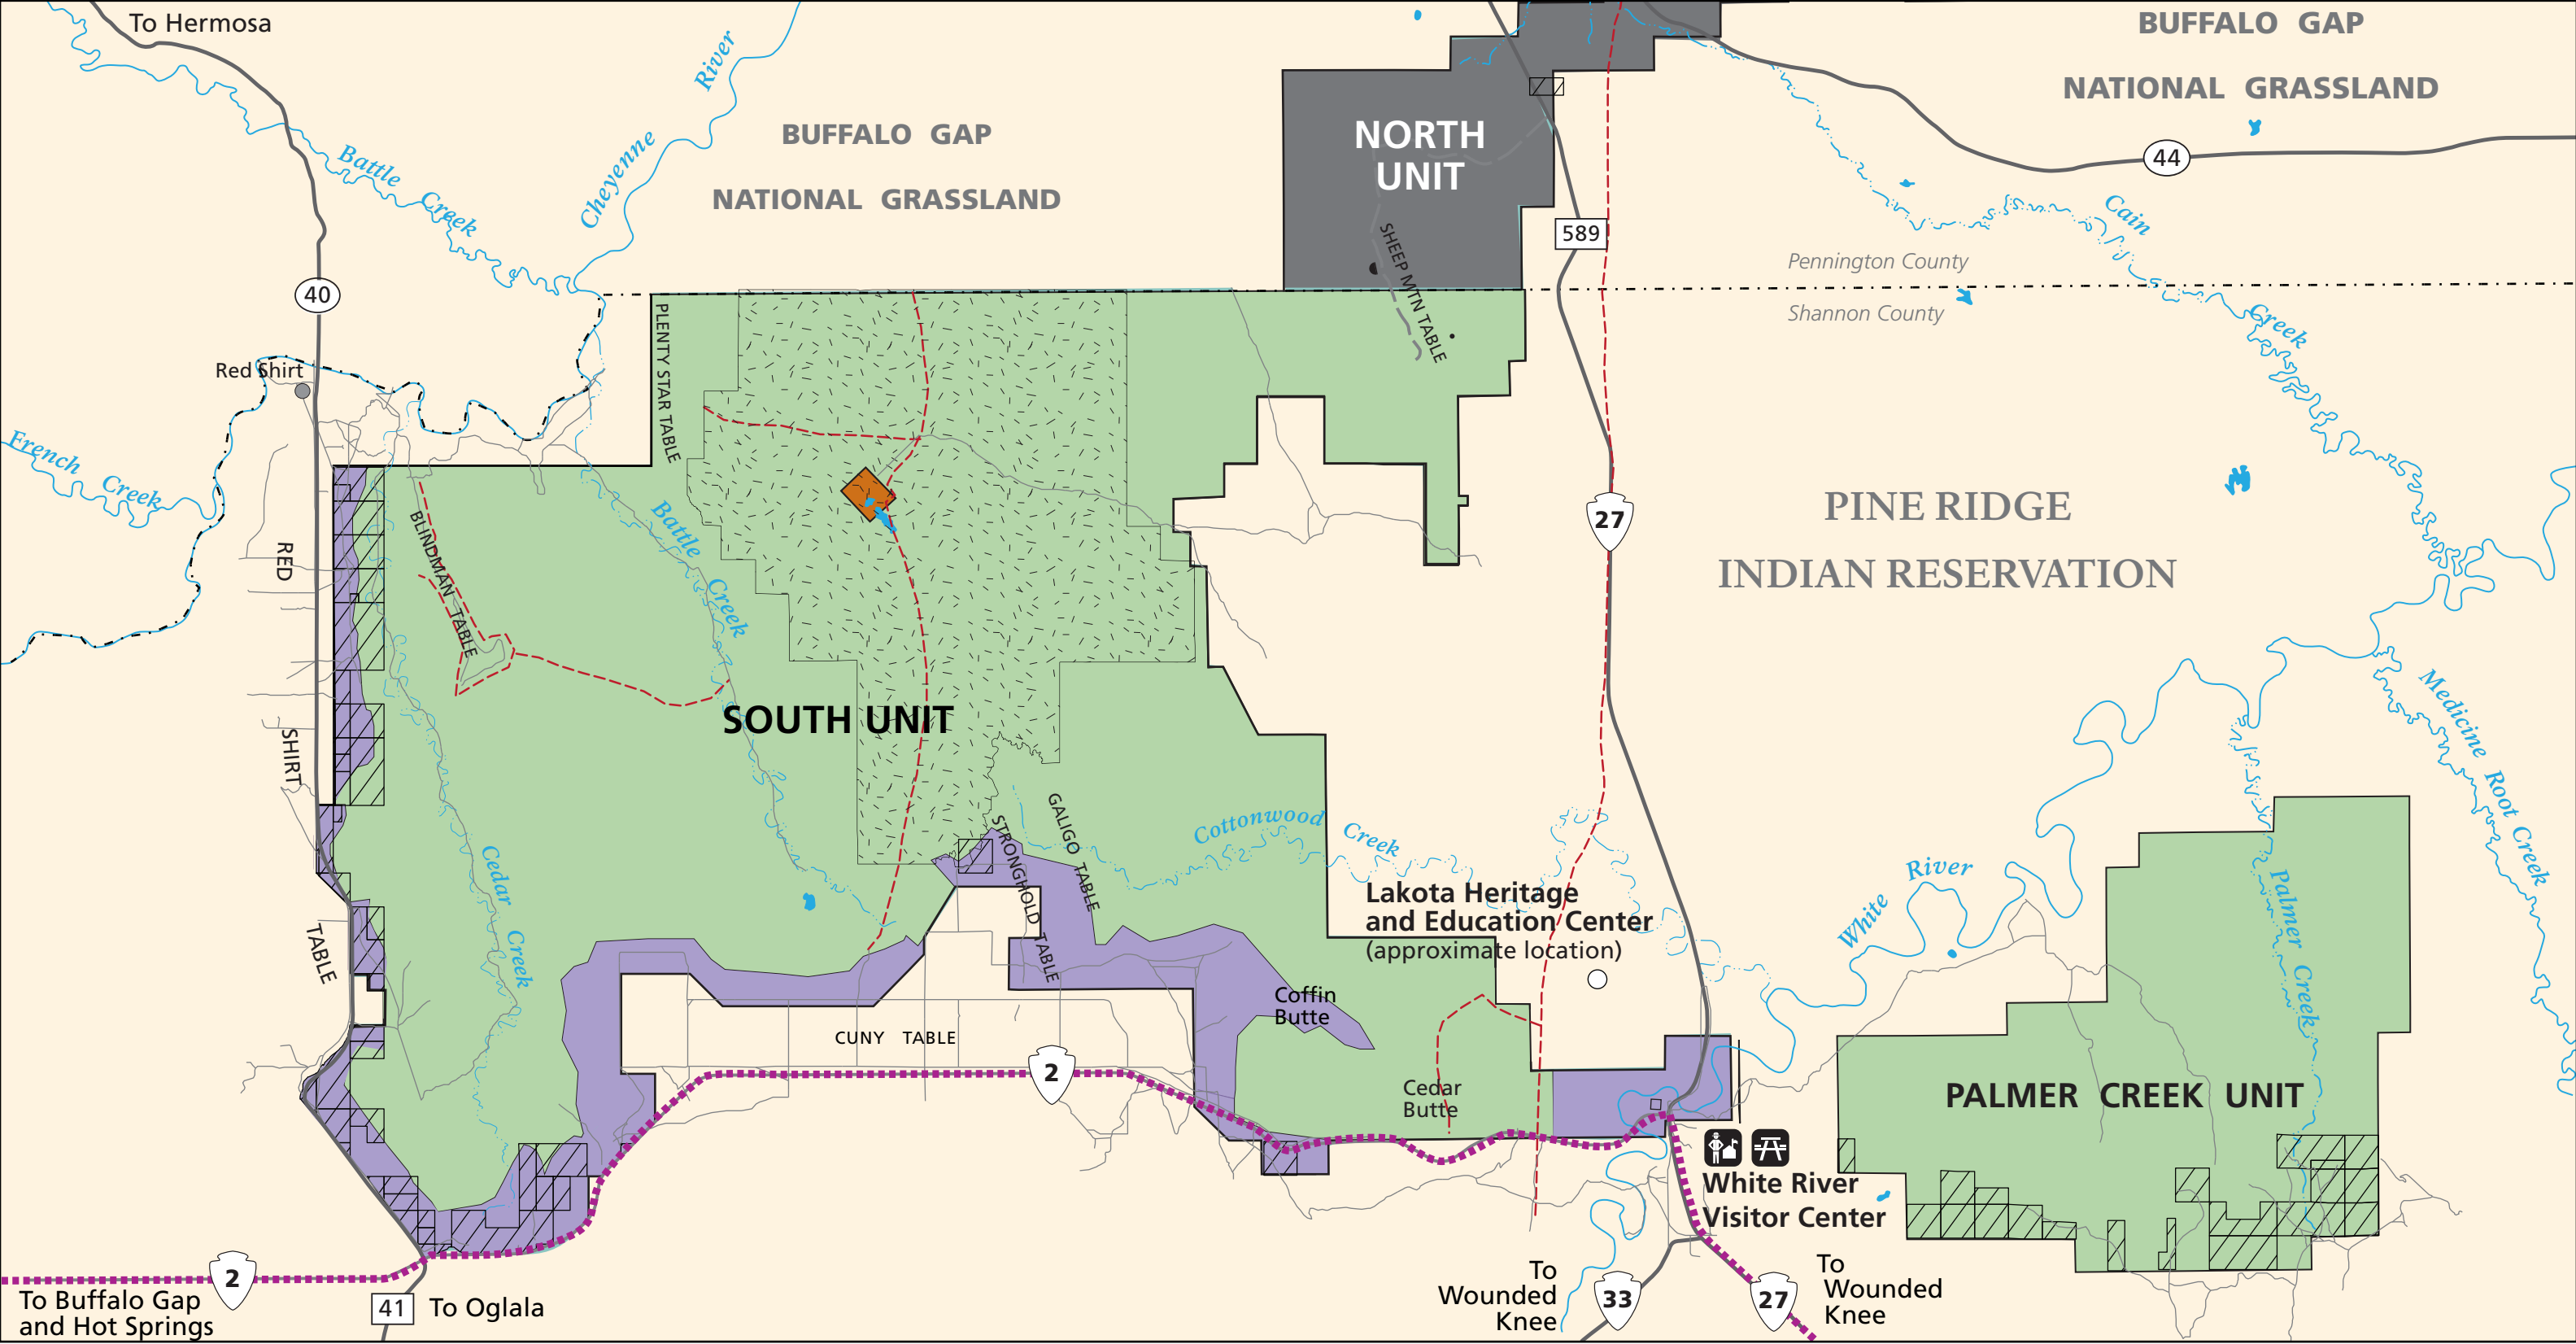 To Hermosa
BUFFALO GAP
NATIONAL GRASSLAND
River
Cheyenne
Battle
Creek
BUFFALO GAP
NATIONAL GRASSLAND
NORTH
UNIT
44
589
Cain
Creek
Pennington County
Shannon County
SHEEP MTN TABLE
40
PLENTY STAR TABLE
Red Shirt
French
Creek
RED
SHIRT
TABLE
BLINDMAN TABLE
Battle
Creek
27
PINE RIDGE
INDIAN RESERVATION
SOUTH UNIT
Medicine Root Creek
Cedar
Creek
STRONGHOLD TABLE
GALIGO TABLE
Cottonwood
Creek
Lakota Heritage
and Education Center
(approximate location)
White
River
Palmer
Creek
Coffin
Butte
CUNY TABLE
2
Cedar
Butte
PALMER CREEK UNIT
White River
Visitor Center
2
To Buffalo Gap
and Hot Springs
41
To Oglala
To
Wounded
Knee
33
27
To
Wounded
Knee